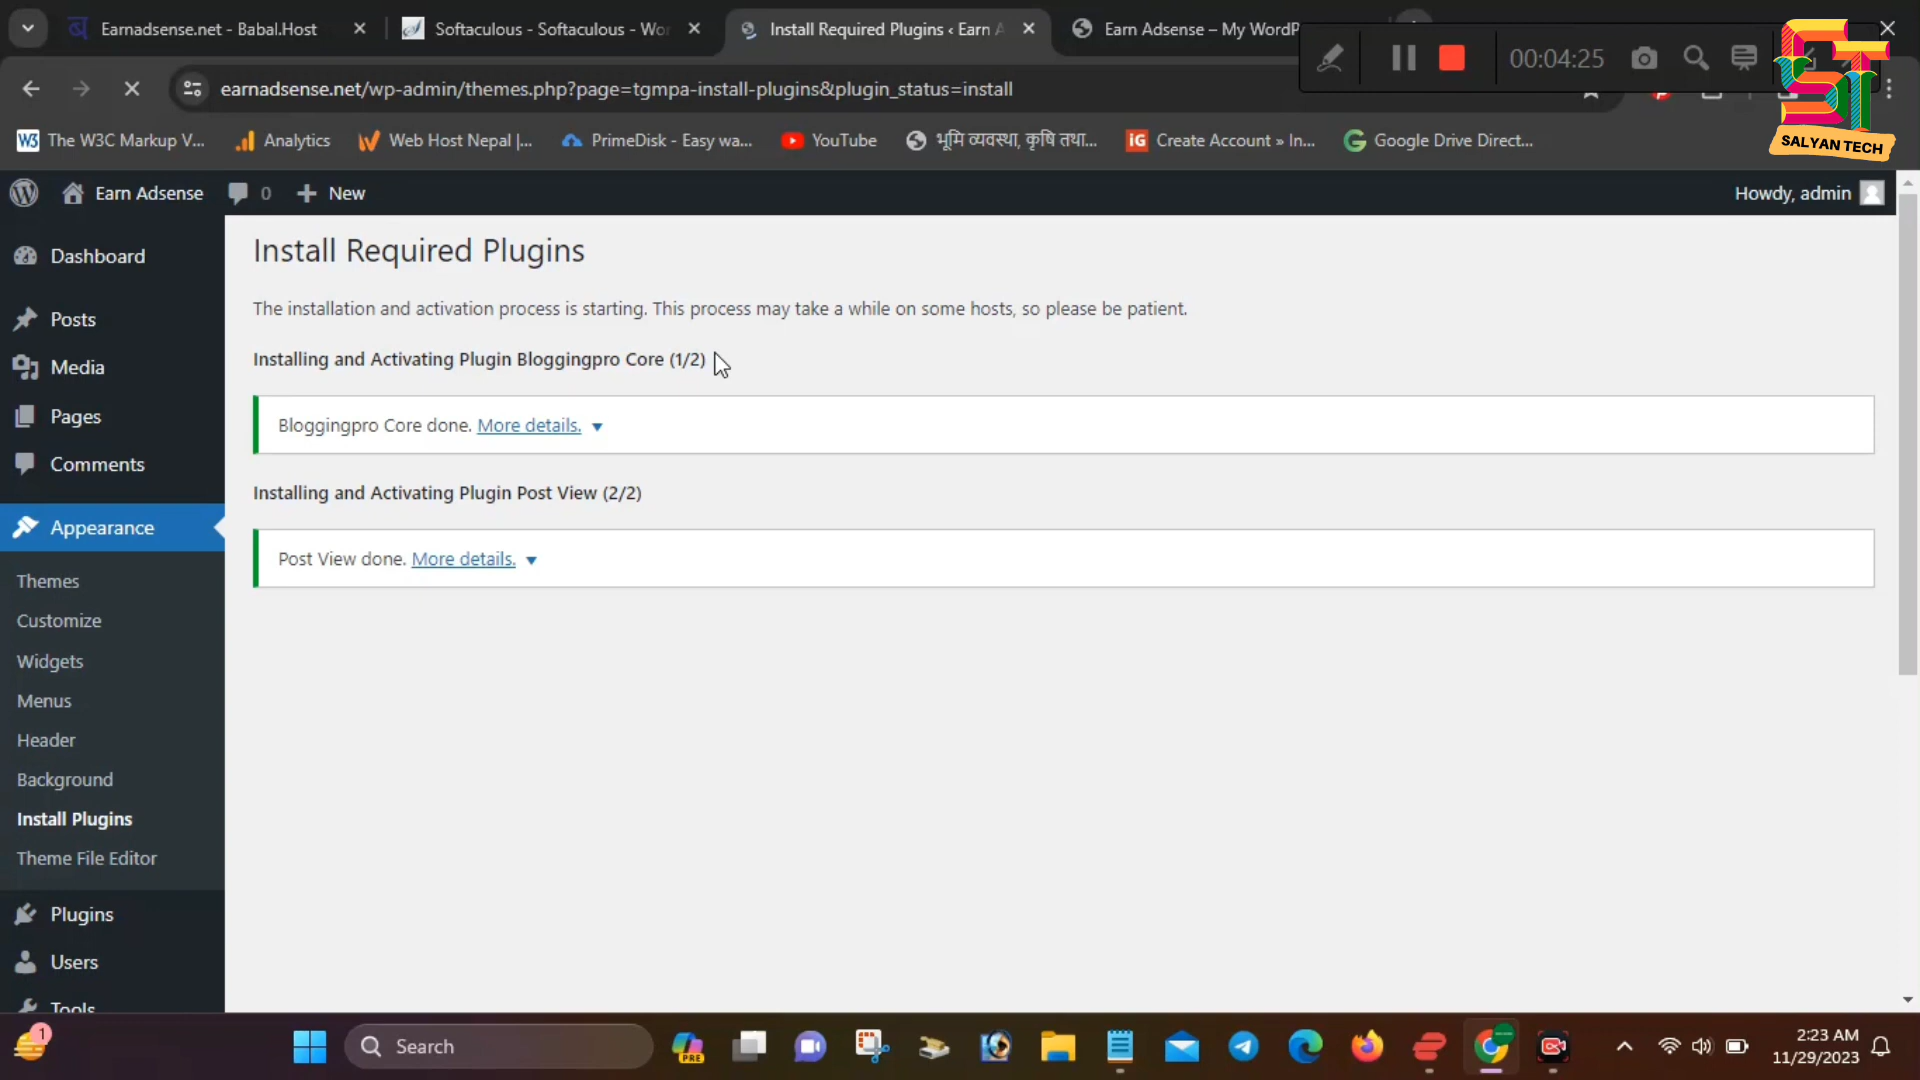 Earnadsense.net - Babal.Host
Softaculous - Softaculous - Wo
Install Required Plugins ‹ Earn A
Earn Adsense – My WordP
00:04:25
earnadsense.net/wp-admin/themes.php?page=tgmpa-install-plugins&plugin_status=install
The W3C Markup V...
Analytics
Web Host Nepal |...
PrimeDisk - Easy wa...
YouTube
भूमि व्यवस्था, कृषि तथा...
iG
Create Account » In...
Google Drive Direct...
ST
SALYAN TECH
Earn Adsense
0
New
Howdy, admin
Dashboard
Posts
Media
Pages
Comments
Appearance
Themes
Customize
Widgets
Menus
Header
Background
Install Plugins
Theme File Editor
Plugins
Users
Tools
Install Required Plugins
The installation and activation process is starting. This process may take a while on some hosts, so please be patient.
Installing and Activating Plugin Bloggingpro Core (1/2)
Bloggingpro Core done. More details.
Installing and Activating Plugin Post View (2/2)
Post View done. More details.
1
Search
PRE
2:23 AM
11/29/2023